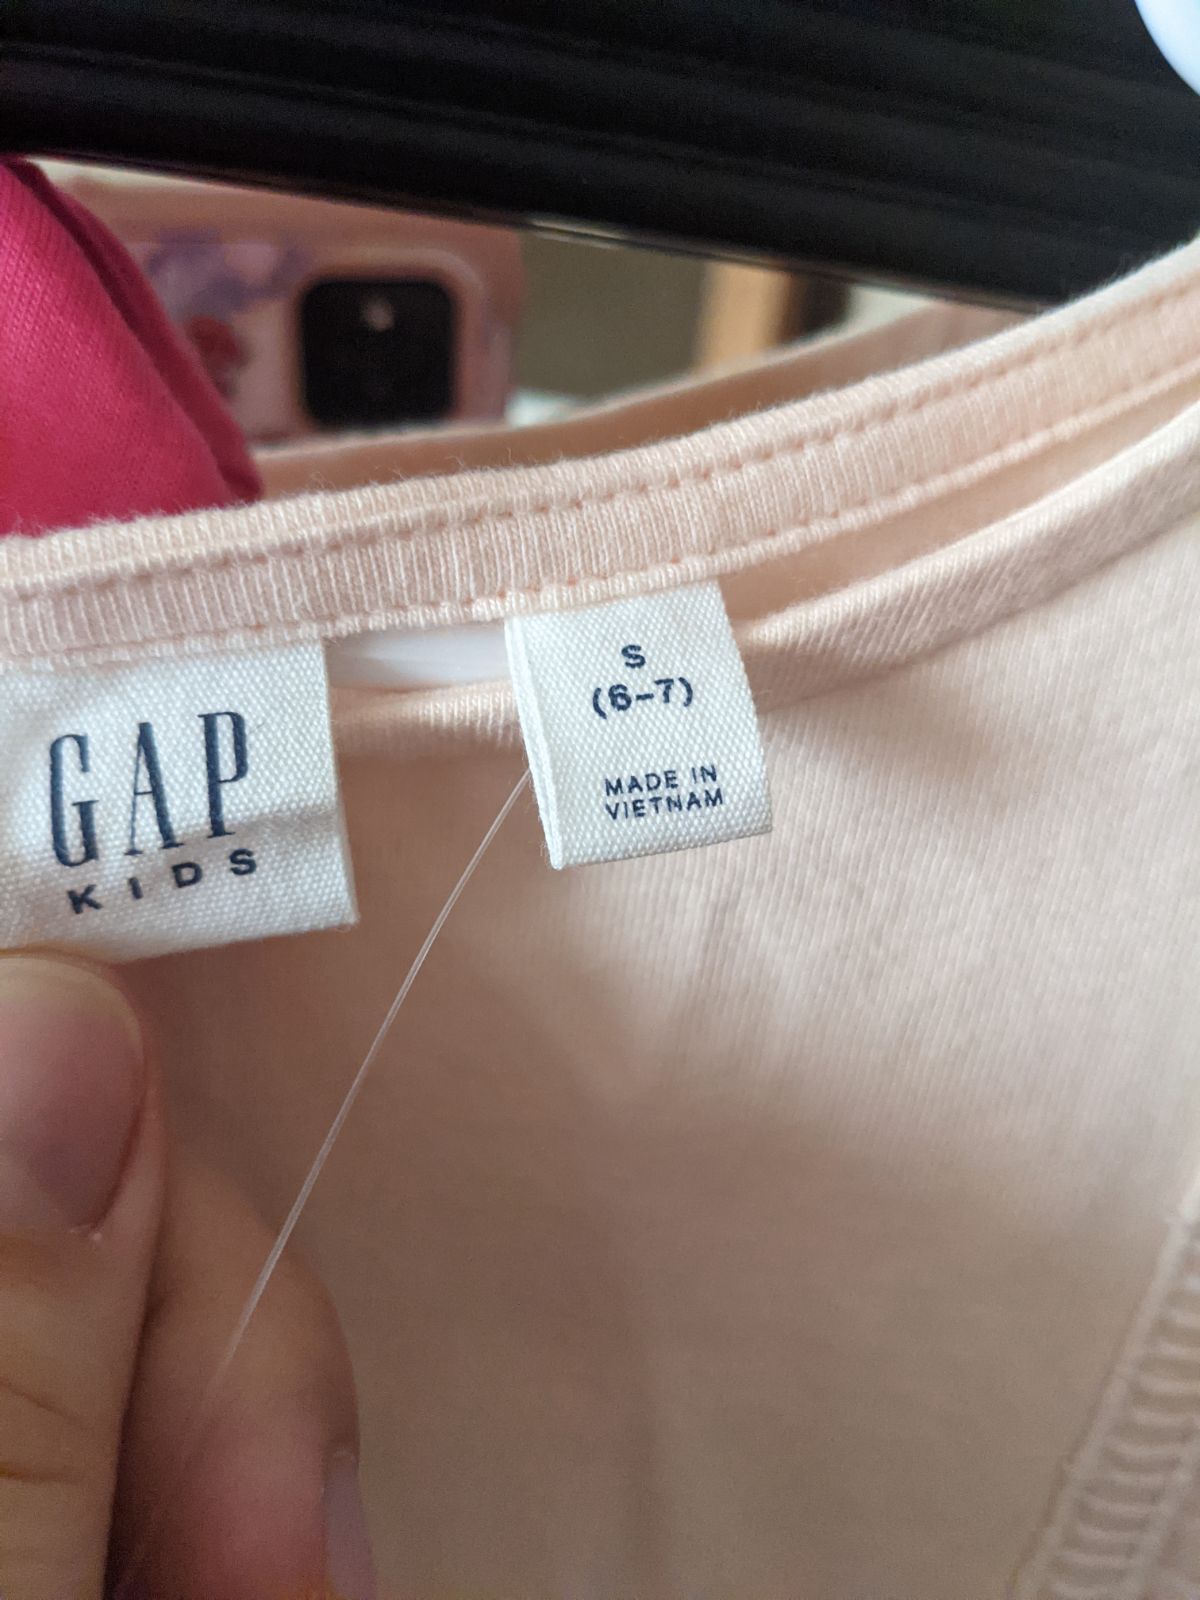 GAP
KIDS
S
(6-7)
MADE IN
VIETNAM